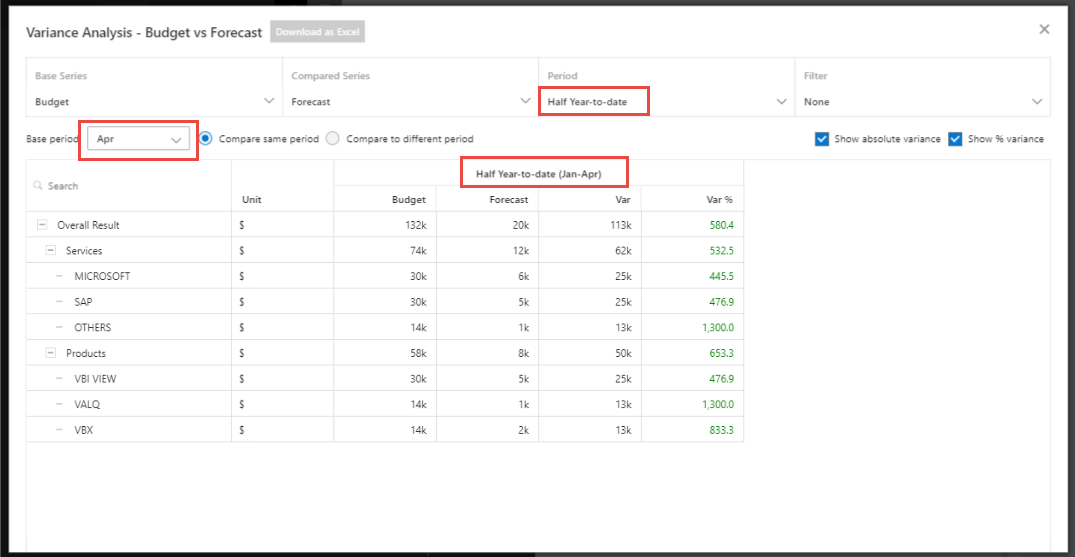 Variance Analysis - Budget vs Forecast Download as Excel
Base Series Compared Series Period Filter
Budget Forecast Half Year-to-date None
Base period Apr Compare same period Compare to different period Show absolute variance Show % variance
Half Year-to-date (Jan-Apr)
Search
Unit Budget Forecast Var Var %
Overall Result $ 132k 20k 113k 580.4
Services $ 74k 12k 62k 532.5
MICROSOFT $ 30k 6k 25k 445.5
SAP $ 30k 5k 25k 476.9
OTHERS $ 14k 1k 13k 1,300.0
Products $ 58k 8k 50k 653.3
VBI VIEW $ 30k 5k 25k 476.9
VALQ $ 14k 1k 13k 1,300.0
VBX $ 14k 2k 13k 833.3